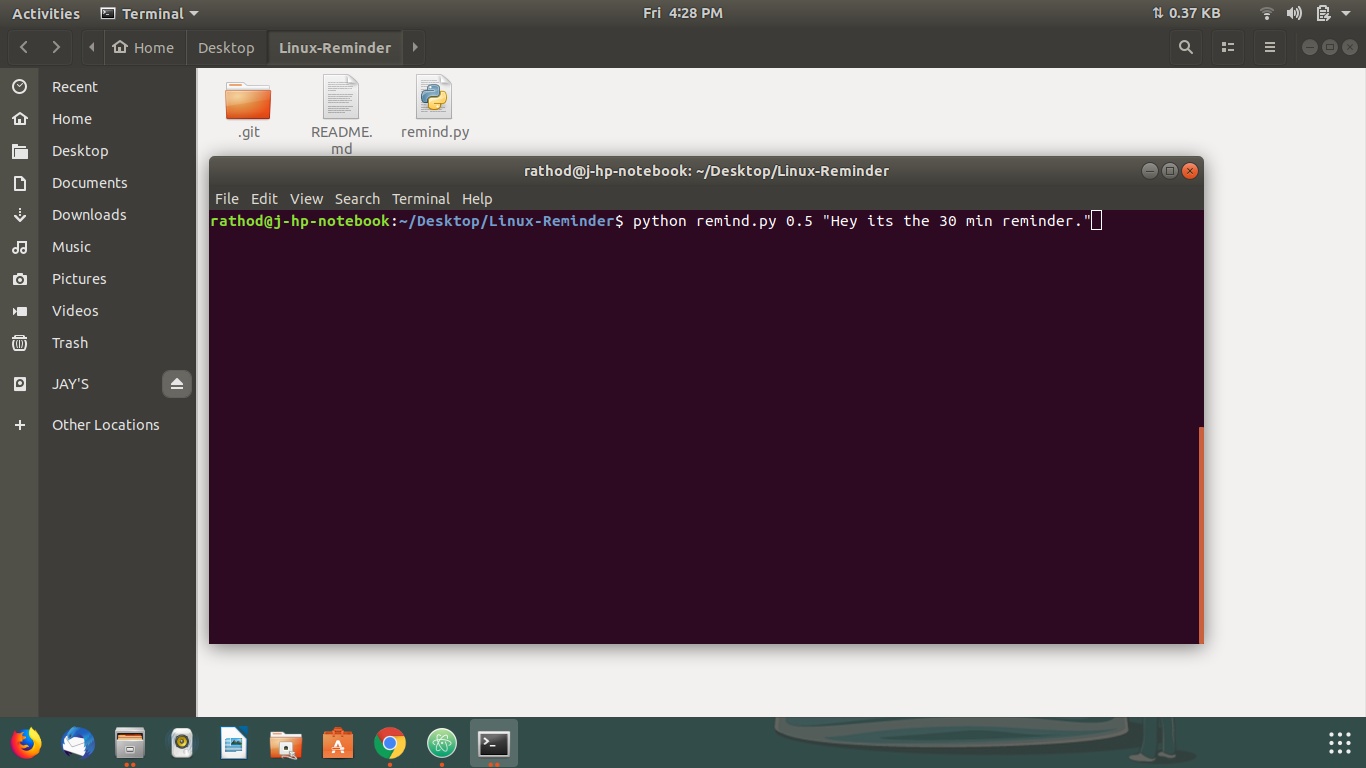 Activities Terminal Fri 4:28 PM 0.37 KB
Home Desktop Linux-Reminder
Recent
Home
Desktop
Documents
Downloads
Music
Pictures
Videos
Trash
JAY'S
Other Locations
.git README.md remind.py
rathod@j-hp-notebook: ~/Desktop/Linux-Reminder
File Edit View Search Terminal Help
rathod@j-hp-notebook:~/Desktop/Linux-Reminder$ python remind.py 0.5 "Hey its the 30 min reminder."